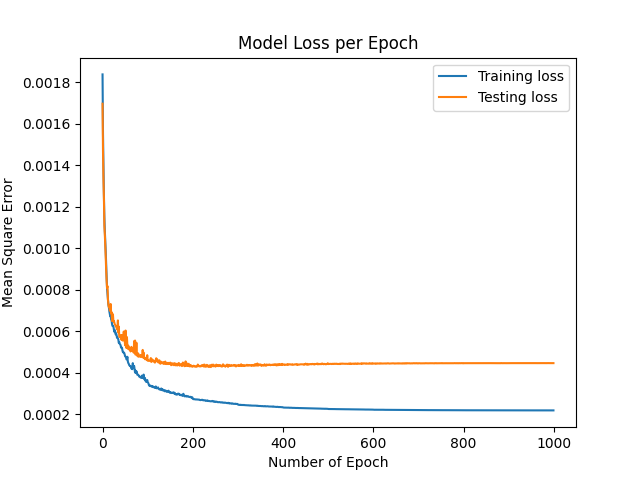 Model Loss per Epoch
Training loss
Testing loss
Mean Square Error
0.0018
0.0016
0.0014
0.0012
0.0010
0.0008
0.0006
0.0004
0.0002
0 200 400 600 800 1000
Number of Epoch